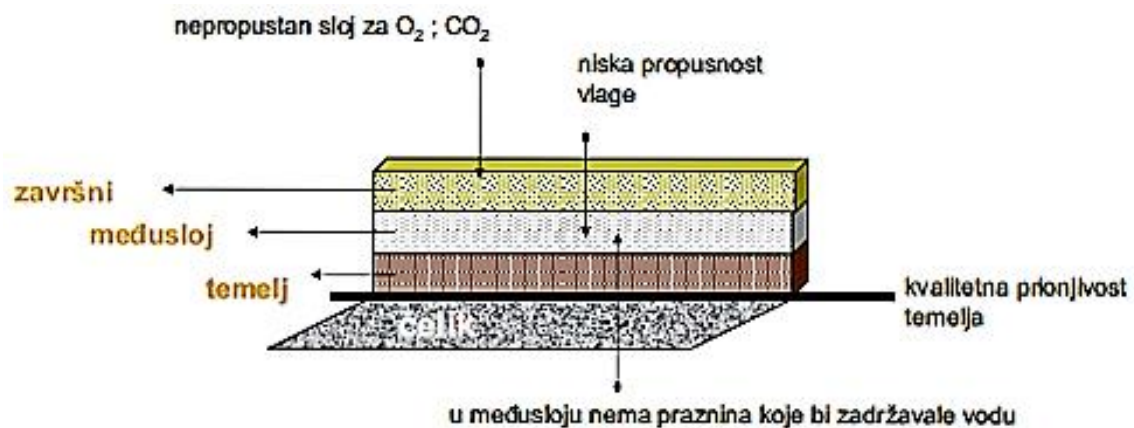 nepropustan sloj za O₂ ; CO₂
niska propusnost
vlage
završni
međusloj
temelj
kvalitetna prionjivost
temelja
čelik
u međusloju nema praznina koje bi zadržavale vodu